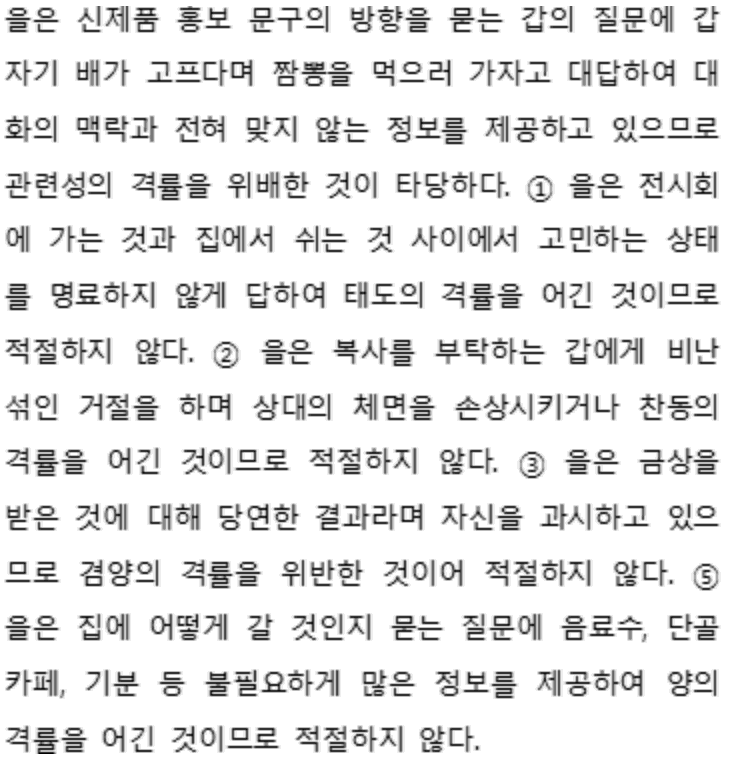 을은 신제품 홍보 문구의 방향을 묻는 갑의 질문에 갑
자기 배가 고프다며 짬뽕을 먹으러 가자고 대답하여 대
화의 맥락과 전혀 맞지 않는 정보를 제공하고 있으므로
관련성의 격률을 위배한 것이 타당하다. ① 을은 전시회
에 가는 것과 집에서 쉬는 것 사이에서 고민하는 상태
를 명료하지 않게 답하여 태도의 격률을 어긴 것이므로
적절하지 않다. ② 을은 복사를 부탁하는 갑에게 비난
섞인 거절을 하며 상대의 체면을 손상시키거나 찬동의
격률을 어긴 것이므로 적절하지 않다. ③ 을은 금상을
받은 것에 대해 당연한 결과라며 자신을 과시하고 있으
므로 겸양의 격률을 위반한 것이어 적절하지 않다. ⑤
을은 집에 어떻게 갈 것인지 묻는 질문에 음료수, 단골
카페, 기분 등 불필요하게 많은 정보를 제공하여 양의
격률을 어긴 것이므로 적절하지 않다.